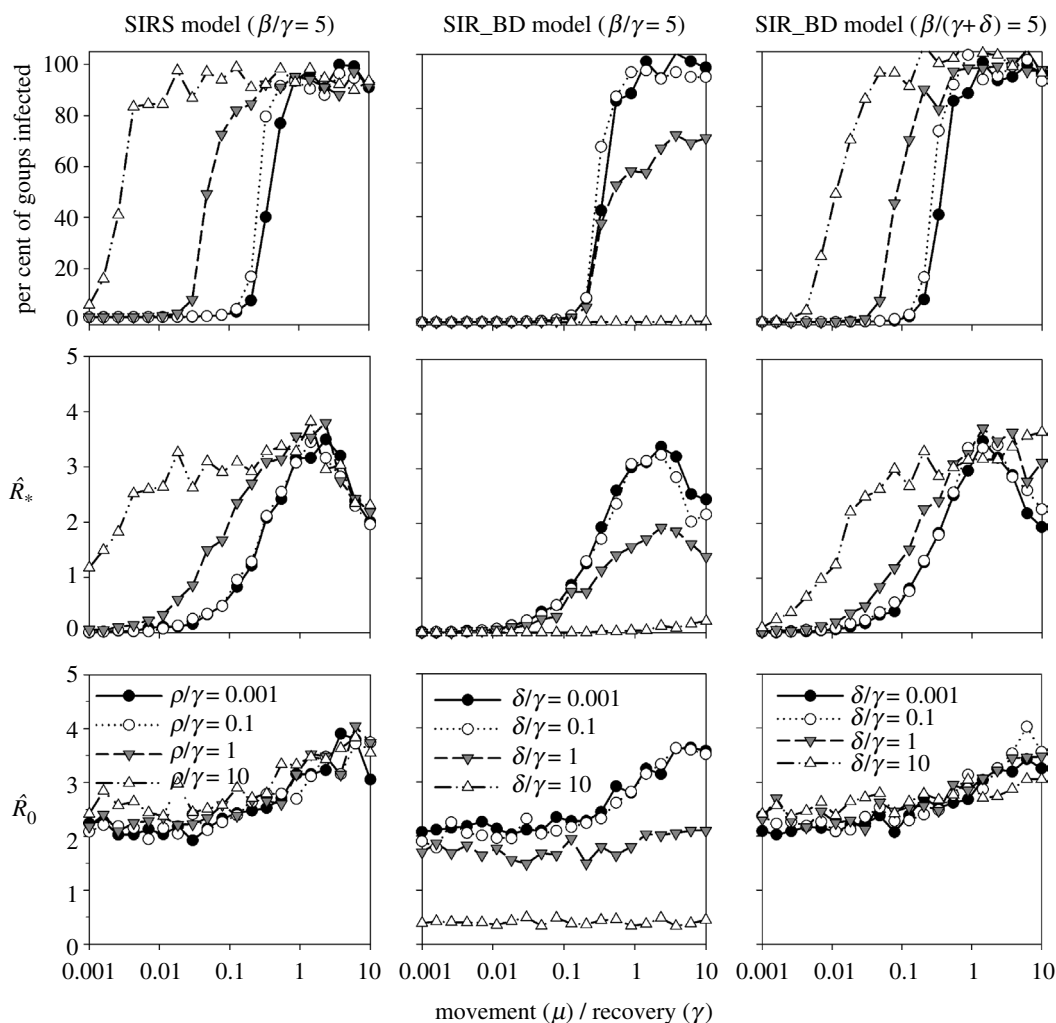 SIRS model (β/γ= 5)
SIR_BD model (β/γ= 5)
SIR_BD model (β/(γ+ δ) = 5)
per cent of goups infected
100
80
60
40
20
0
R̂*
5
4
3
2
1
0
R̂0
5
4
3
2
1
0
ρ/γ= 0.001
ρ/γ= 0.1
ρ/γ= 1
ρ/γ= 10
δ/γ= 0.001
δ/γ= 0.1
δ/γ= 1
δ/γ= 10
δ/γ= 0.001
δ/γ= 0.1
δ/γ= 1
δ/γ= 10
0.001 0.01 0.1 1 10
0.001 0.01 0.1 1 10
0.001 0.01 0.1 1 10
movement (μ) / recovery (γ)